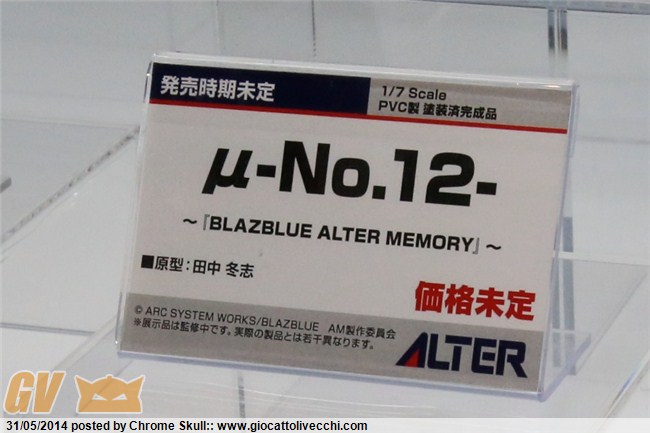 発売時期未定
1/7 Scale
PVC製 塗装済完成品
μ-No.12-
～『BLAZBLUE ALTER MEMORY』～
■原型：田中 冬志
価格未定
© ARC SYSTEM WORKS/BLAZBLUE AM製作委員会
※展示品は監修中です。実際の製品とは若干異なります。
ALTER
GV
31/05/2014 posted by Chrome Skull:: www.giocattolivecchi.com